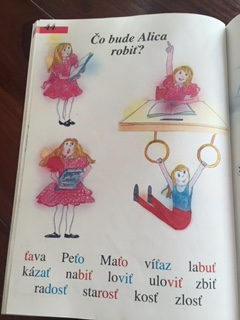 44
Čo bude Alica
robiť?
ťava Peťo Maťo víťaz labuť
kázať nabiť loviť uloviť zbiť
radosť starosť kosť zlosť